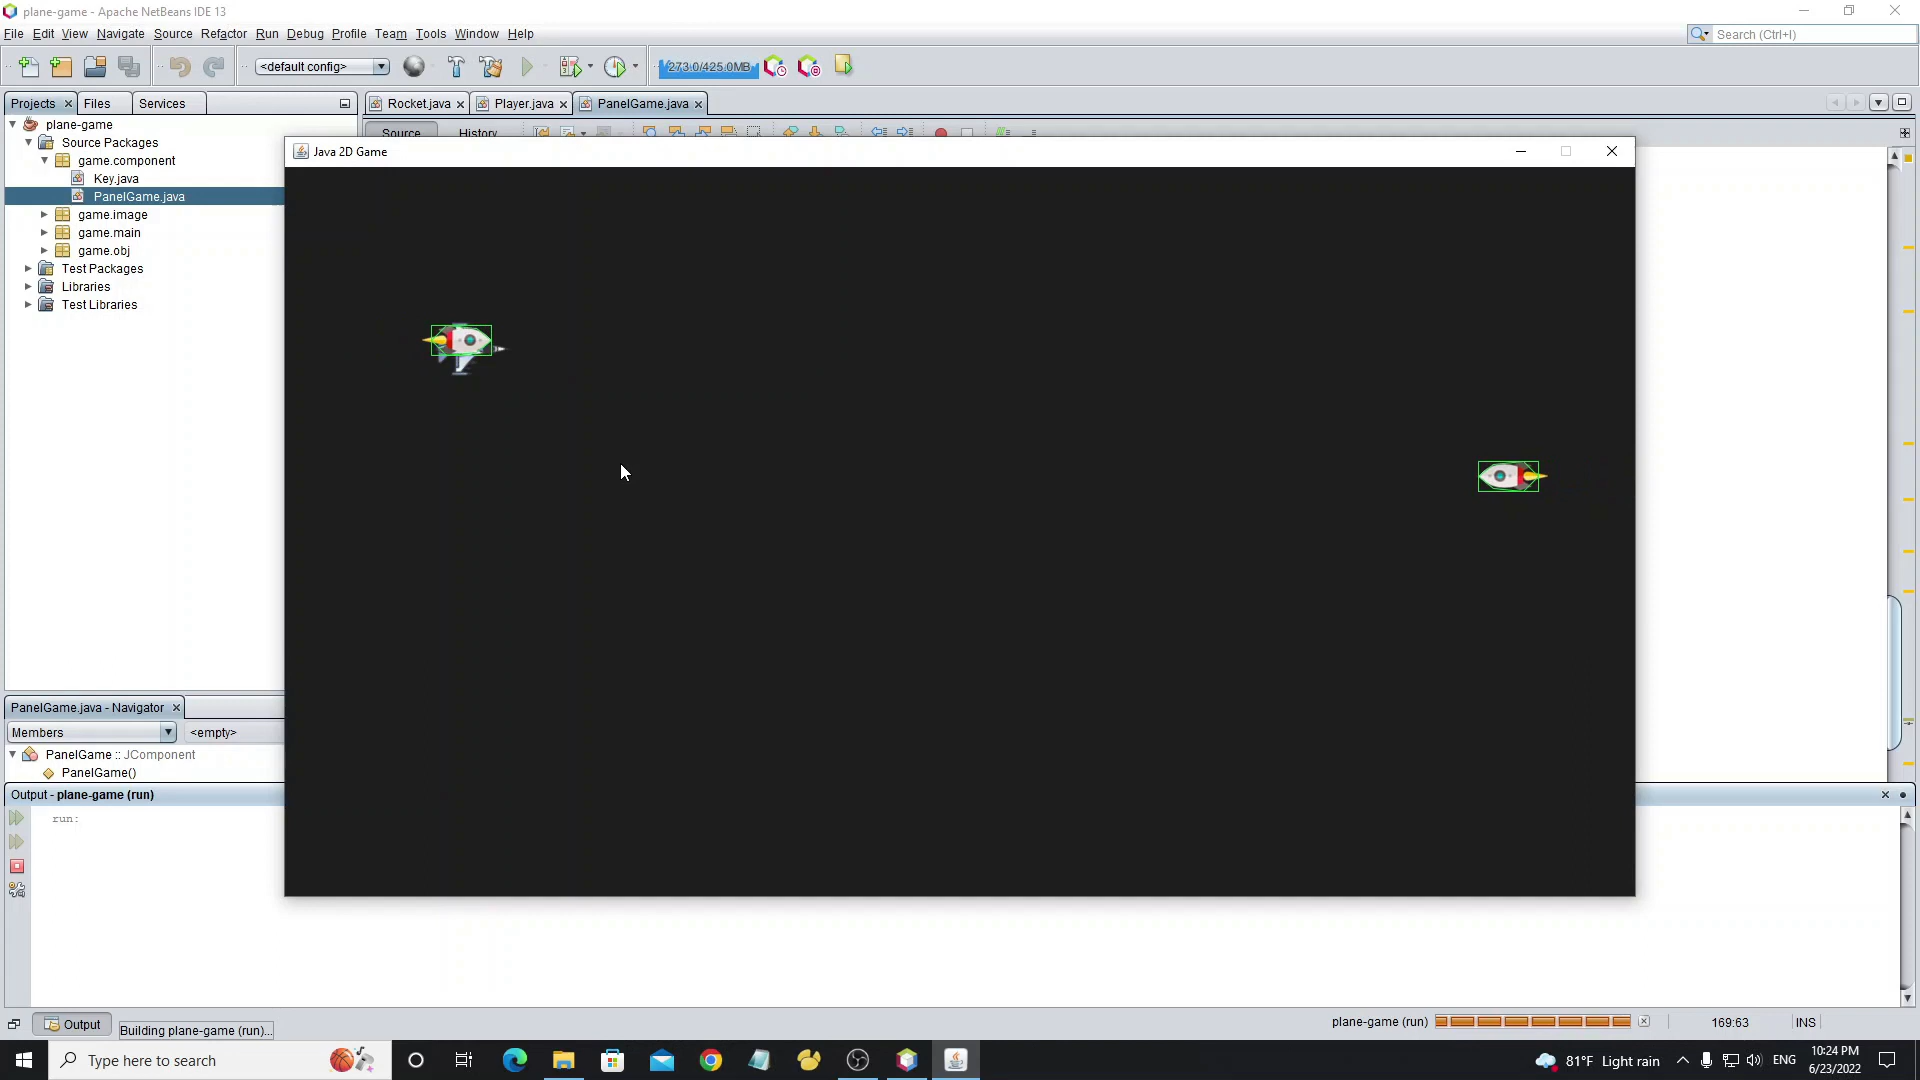 plane-game - Apache NetBeans IDE 13
File Edit View Navigate Source Refactor Run Debug Profile Team Tools Window Help
Search (Ctrl+I)
<default config>
273.0/425.0MB
Projects Files Services
Rocket.java Player.java PanelGame.java
Source History
plane-game
Source Packages
game.component
Key.java
PanelGame.java
game.image
game.main
game.obj
Test Packages
Libraries
Test Libraries
Java 2D Game
PanelGame.java - Navigator
Members <empty>
PanelGame :: JComponent
PanelGame()
Output - plane-game (run)
run:
Output
Building plane-game (run)...
plane-game (run)
169:63
INS
Type here to search
81°F Light rain
ENG
10:24 PM
6/23/2022